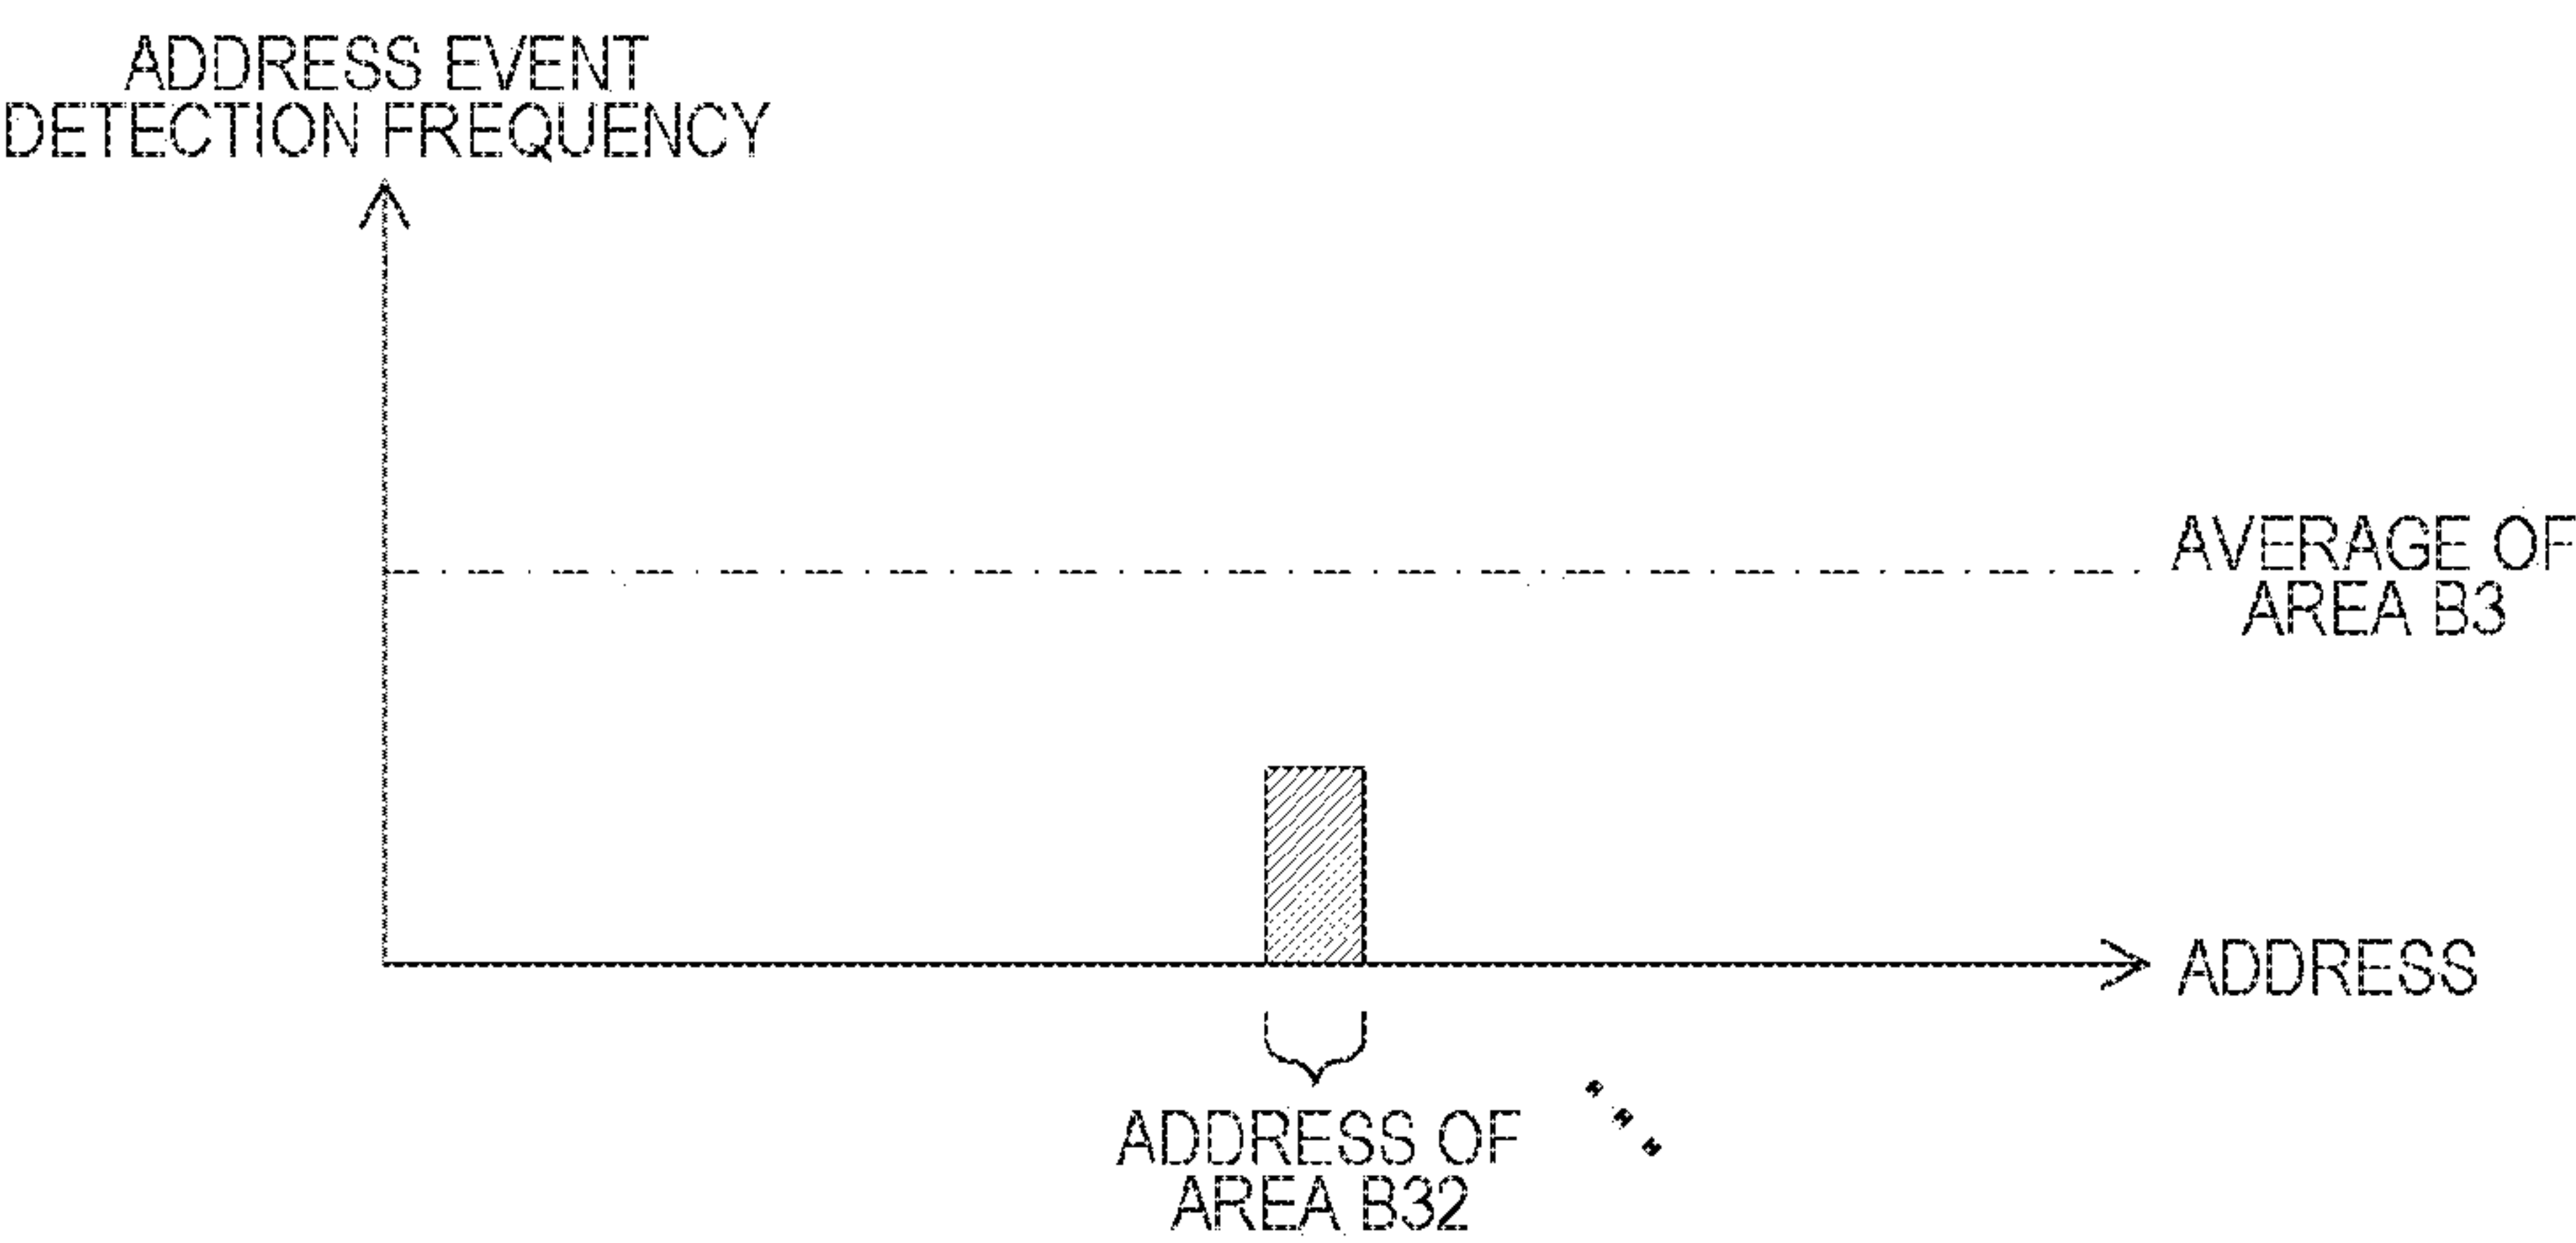 ADDRESS EVENT
DETECTION FREQUENCY
AVERAGE OF
AREA B3
ADDRESS
ADDRESS OF
AREA B32